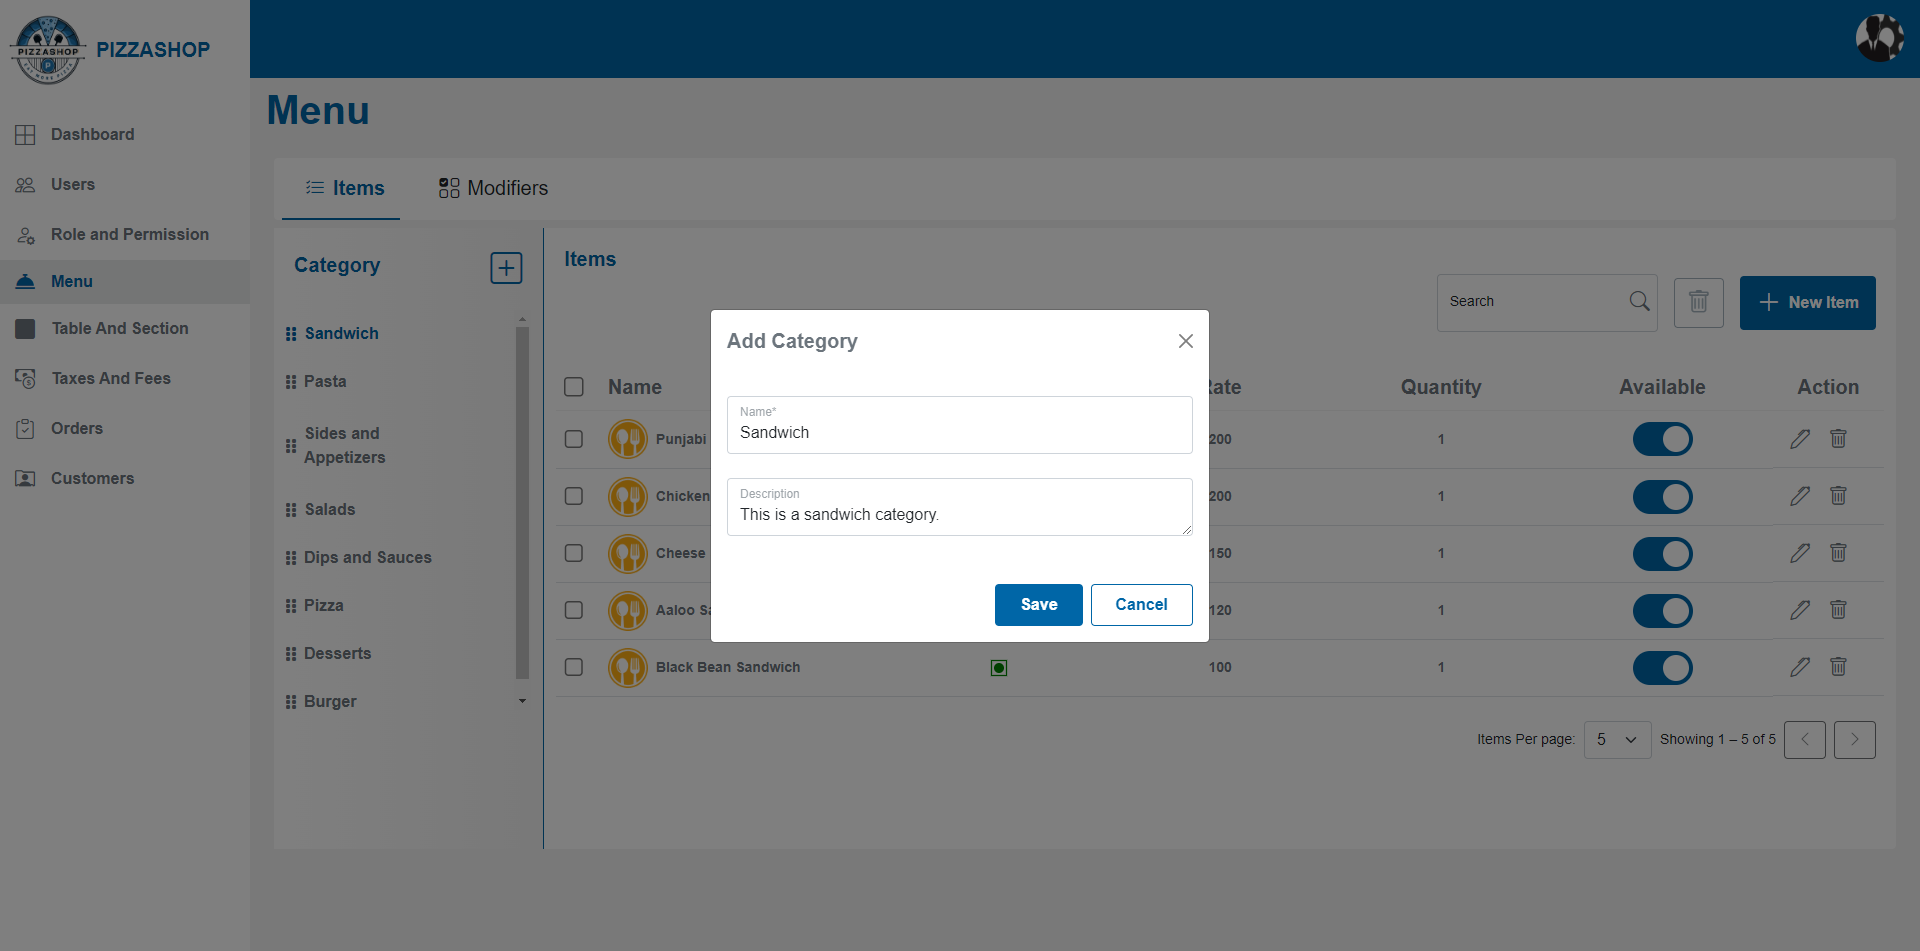 PIZZASHOP
PIZZASHOP
Dashboard
Users
Role and Permission
Menu
Table And Section
Taxes And Fees
Orders
Customers
Menu
Items
Modifiers
Category
Sandwich
Pasta
Sides and
Appetizers
Salads
Dips and Sauces
Pizza
Desserts
Burger
Items
Search
New Item
Name
Quantity
Available
Action
Punjabi
200
1
Chicken
200
1
Cheese
150
1
Aaloo
120
1
Black Bean Sandwich
100
1
Items Per page:
5
Showing 1 – 5 of 5
Add Category
Name*
Sandwich
Description
This is a sandwich category.
Save
Cancel